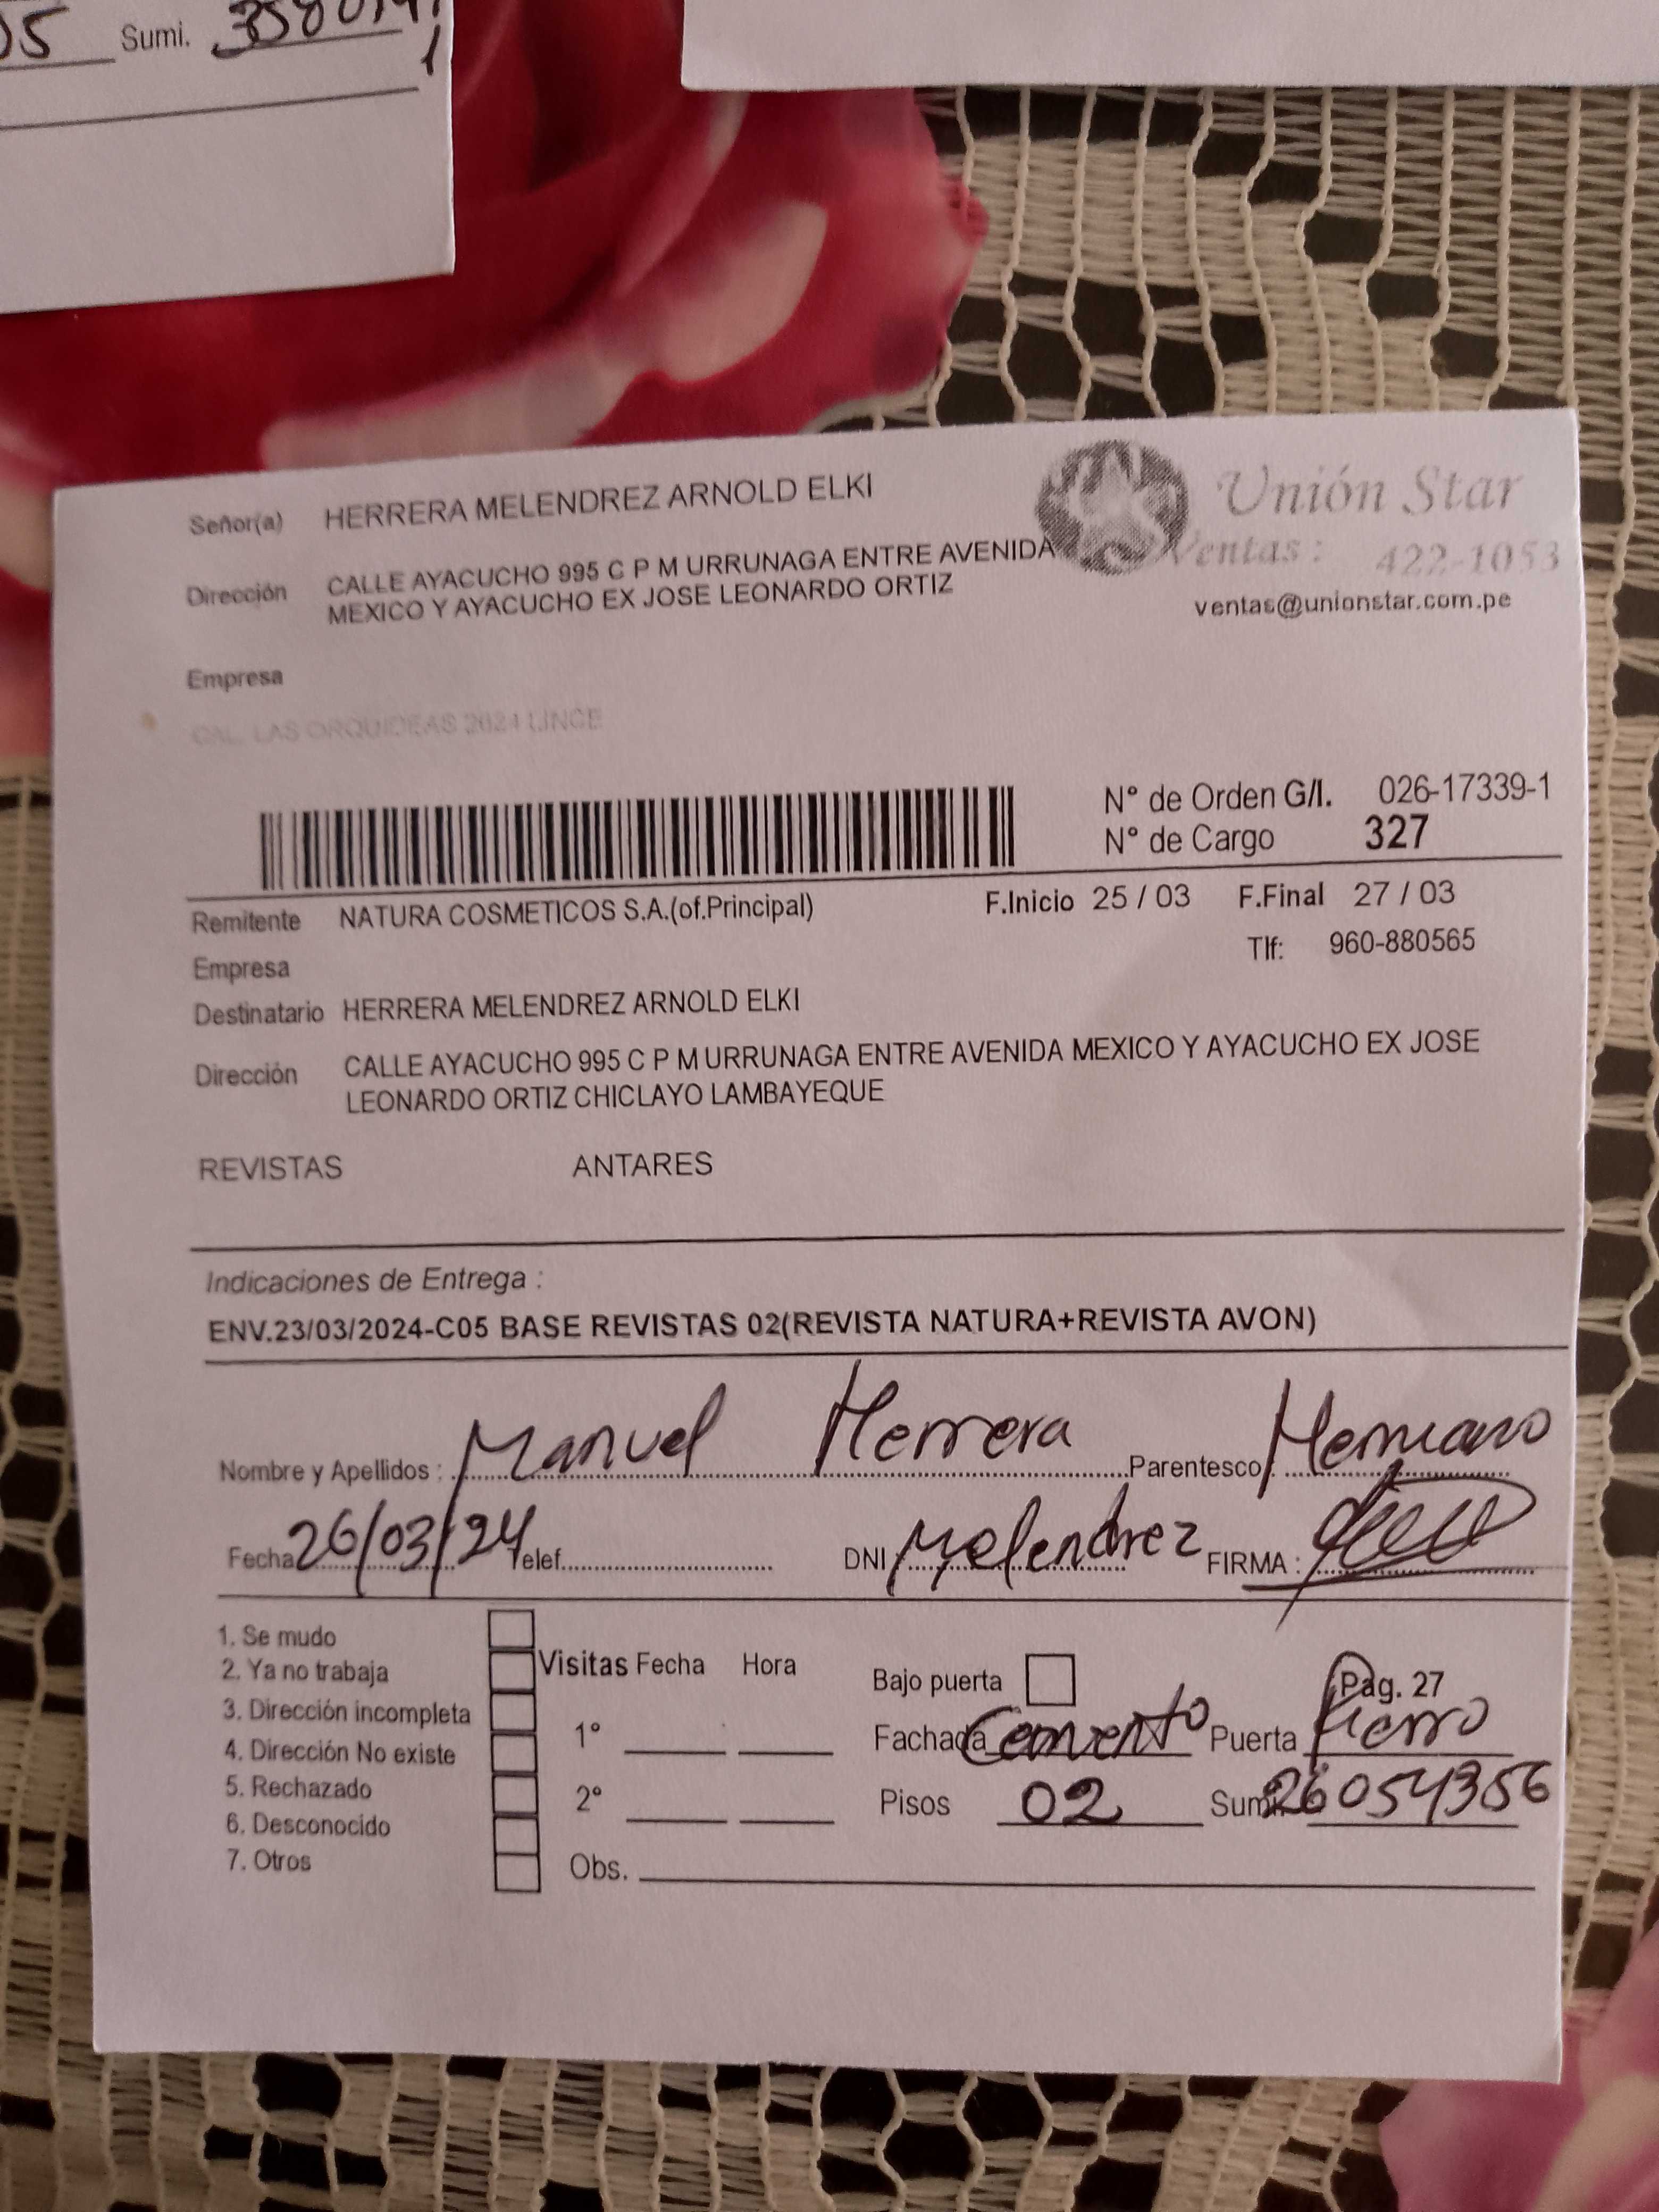 05 Sumi.
Señor(a) HERRERA MELENDREZ ARNOLD ELKI
Unión Star
Ventas: 422-1053
ventas@unionstar.com.pe
Dirección CALLE AYACUCHO 995 C P M URRUNAGA ENTRE AVENIDA
MEXICO Y AYACUCHO EX JOSE LEONARDO ORTIZ
Empresa
CAL. LAS ORQUIDEAS 2624 LINCE
N° de Orden G/I. 026-17339-1
N° de Cargo 327
Remitente NATURA COSMETICOS S.A.(of.Principal) F.Inicio 25 / 03 F.Final 27 / 03
Tlf: 960-880565
Empresa
Destinatario HERRERA MELENDREZ ARNOLD ELKI
Dirección CALLE AYACUCHO 995 C P M URRUNAGA ENTRE AVENIDA MEXICO Y AYACUCHO EX JOSE
LEONARDO ORTIZ CHICLAYO LAMBAYEQUE
REVISTAS ANTARES
Indicaciones de Entrega :
ENV.23/03/2024-C05 BASE REVISTAS 02(REVISTA NATURA+REVISTA AVON)
Nombre y Apellidos : Manuel Herrera Parentesco : Hermano
Fecha 26/03/24 Telef. DNI Melendrez FIRMA :
1. Se mudo
2. Ya no trabaja
3. Dirección incompleta
4. Dirección No existe
5. Rechazado
6. Desconocido
7. Otros
Visitas Fecha Hora
1°
2°
Obs.
Bajo puerta Pag. 27
Fachada Cemento Puerta fierro
Pisos 02 Sumi. 26054356